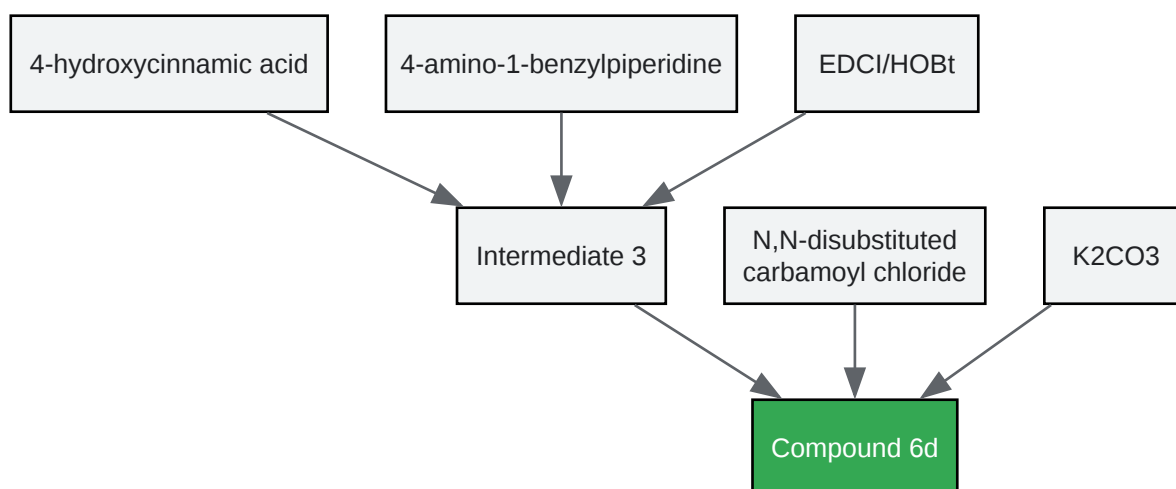 4-hydroxycinnamic acid
4-amino-1-benzylpiperidine
EDCI/HOBt
Intermediate 3
N,N-disubstituted
carbamoyl chloride
K2CO3
Compound 6d